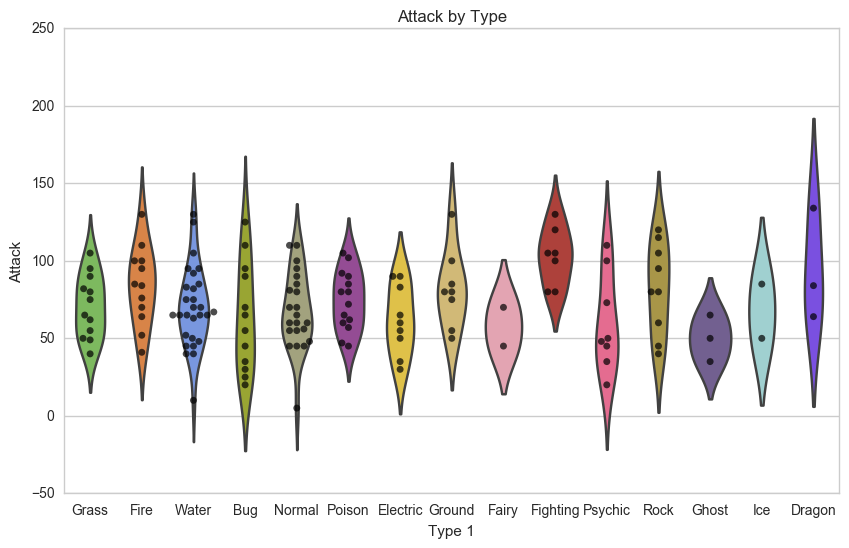 Attack by Type
250
200
150
100
50
0
−50
Attack
Grass Fire Water Bug Normal Poison Electric Ground Fairy Fighting Psychic Rock Ghost Ice Dragon
Type 1